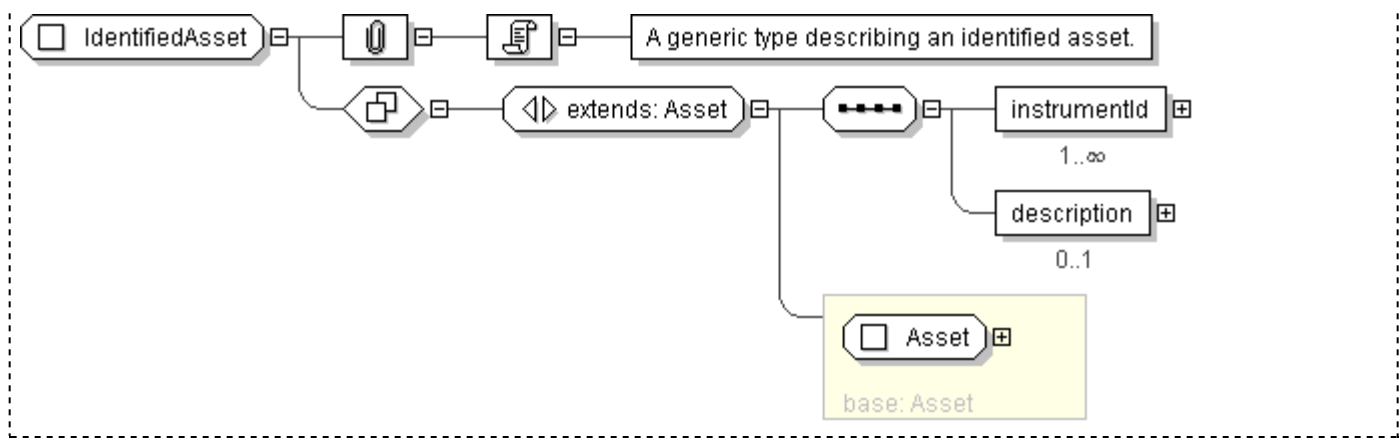 IdentifiedAsset
A generic type describing an identified asset.
extends: Asset
instrumentId
1..∞
description
0..1
Asset
base: Asset